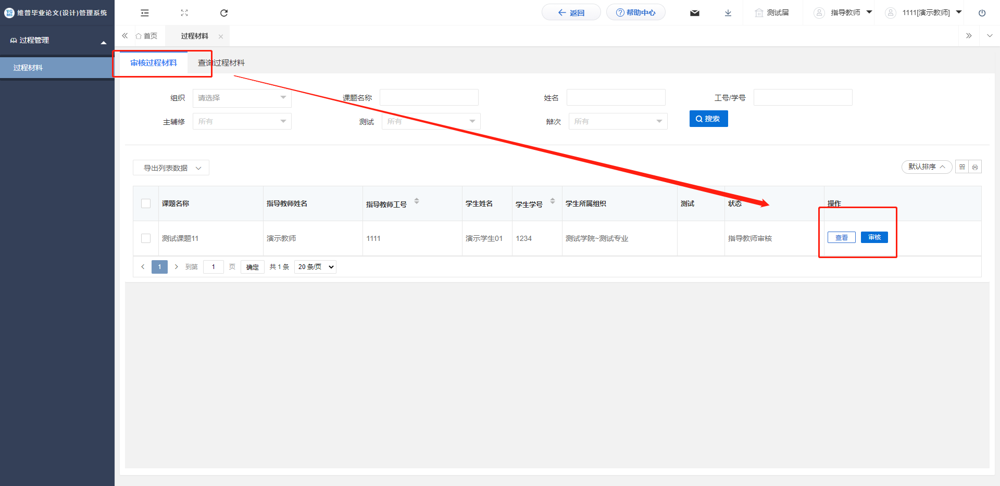 VG MS 维普毕业论文(设计)管理系统
返回
帮助中心
测试届
指导教师
1111[演示教师]
过程管理
首页
过程材料
过程材料
审核过程材料
查询过程材料
组织 请选择
课题名称
姓名
工号/学号
主辅修 所有
测试 所有
辩次 所有
搜索
导出列表数据
默认排序
课题名称 指导教师姓名 指导教师工号 学生姓名 学生学号 学生所属组织 测试 状态 操作
测试课题11 演示教师 1111 演示学生01 1234 测试学院~测试专业 指导教师审核 查看 审核
1 到第 1 页 确定 共 1 条 20 条/页